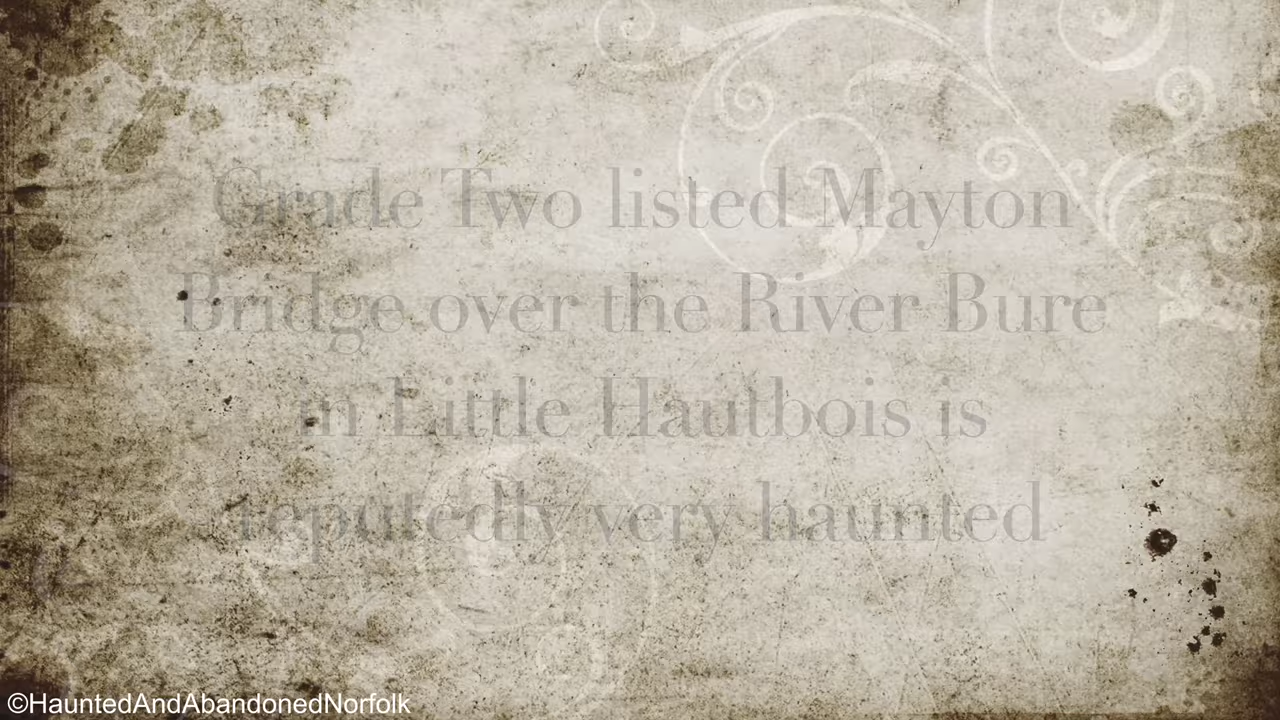 Grade Two listed Mayton
Bridge over the River Bure
in Little Hautbois is
reputedly very haunted
©HauntedAndAbandonedNorfolk